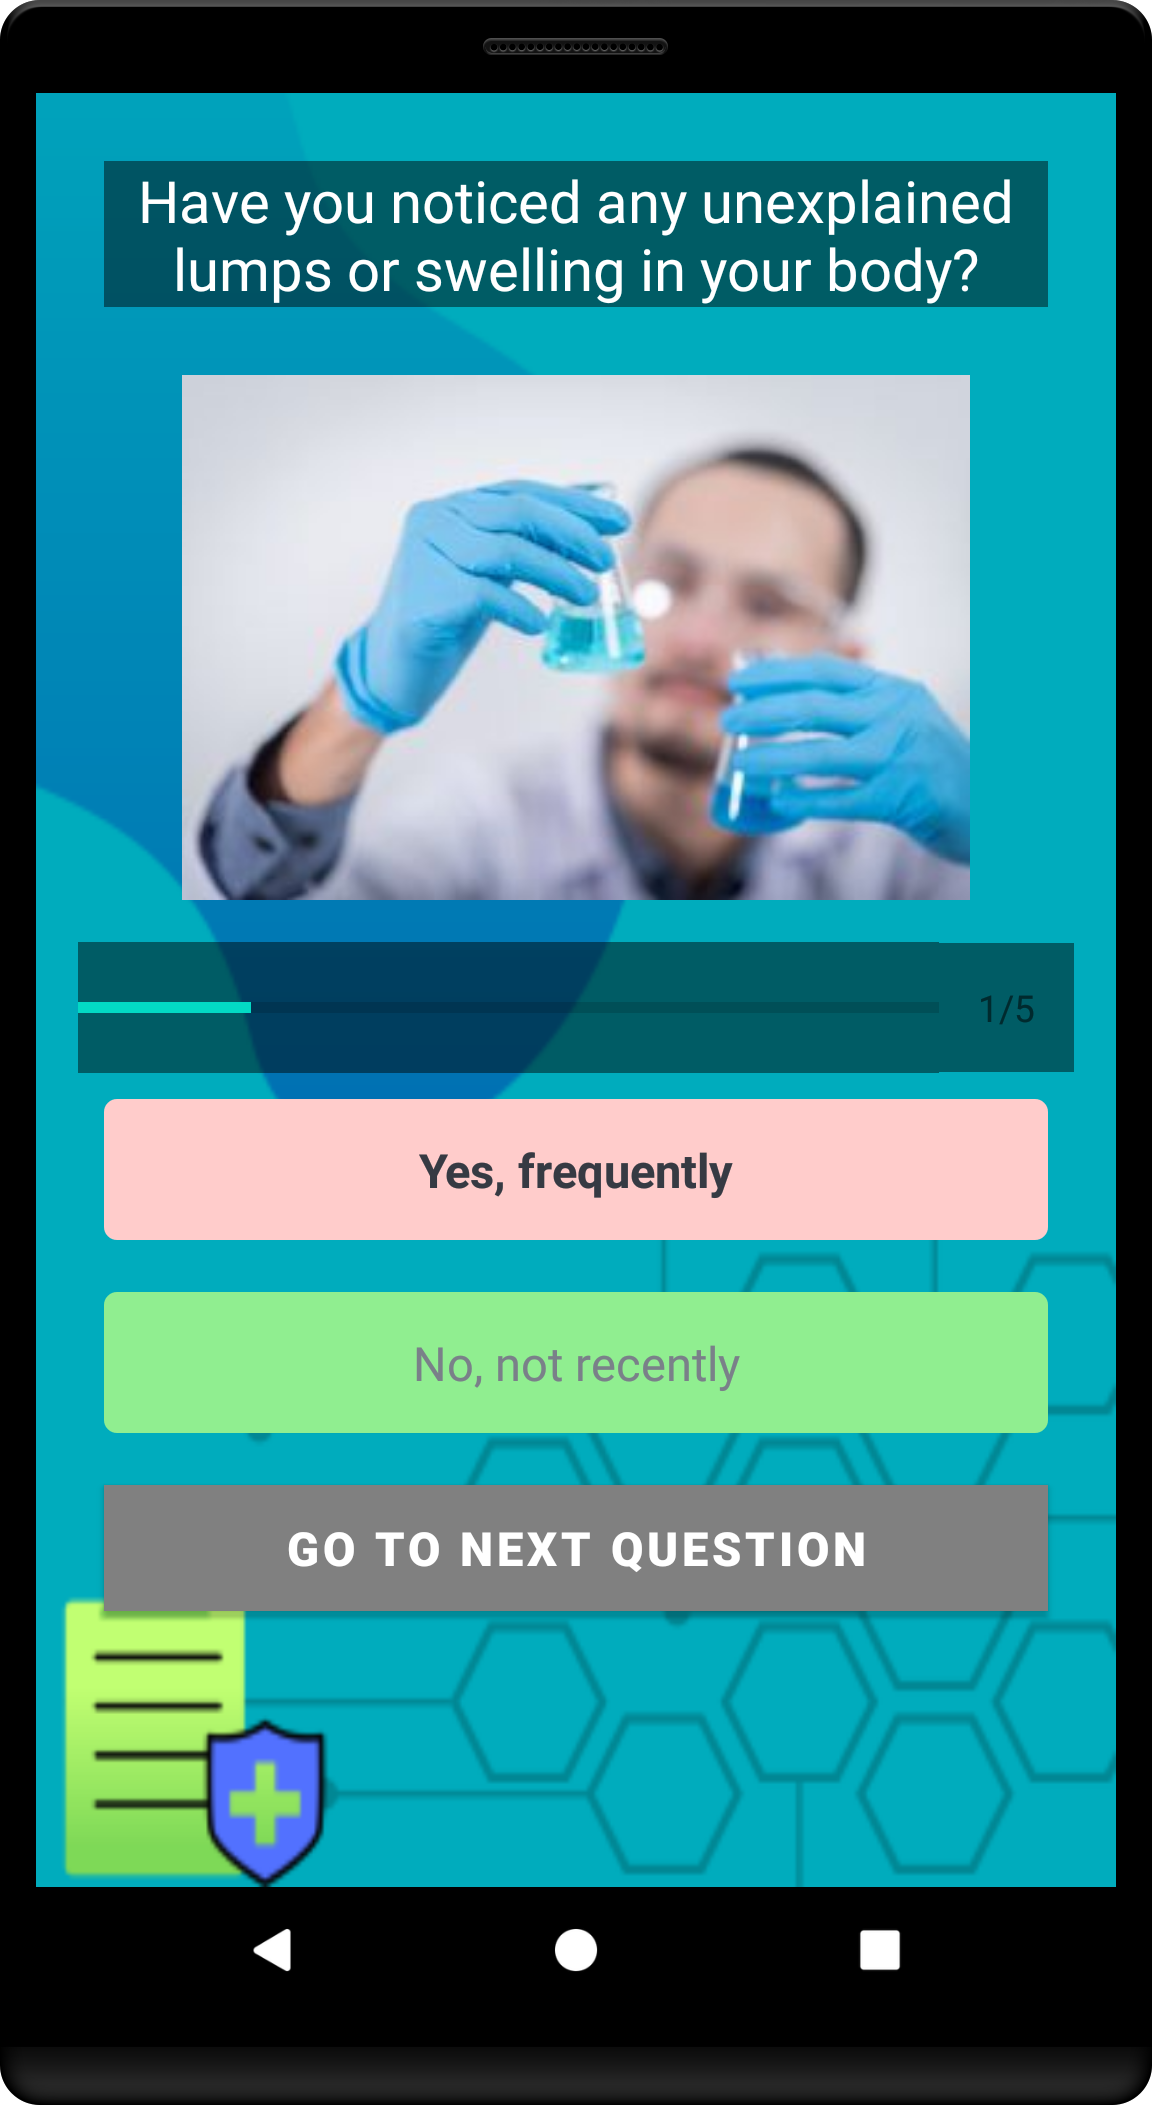 Have you noticed any unexplained
lumps or swelling in your body?
1/5
Yes, frequently
No, not recently
GO TO NEXT QUESTION